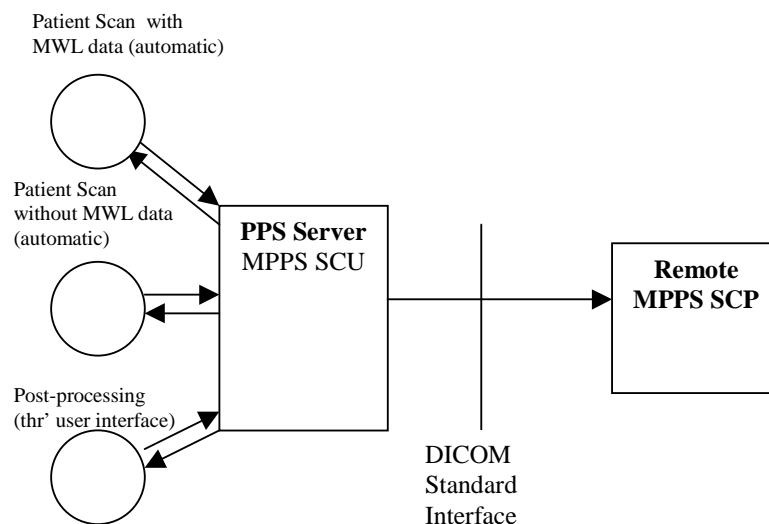 Patient Scan with
MWL data (automatic)
Patient Scan
without MWL data
(automatic)
PPS Server
MPPS SCU
Remote
MPPS SCP
Post-processing
(thr' user interface)
DICOM
Standard
Interface